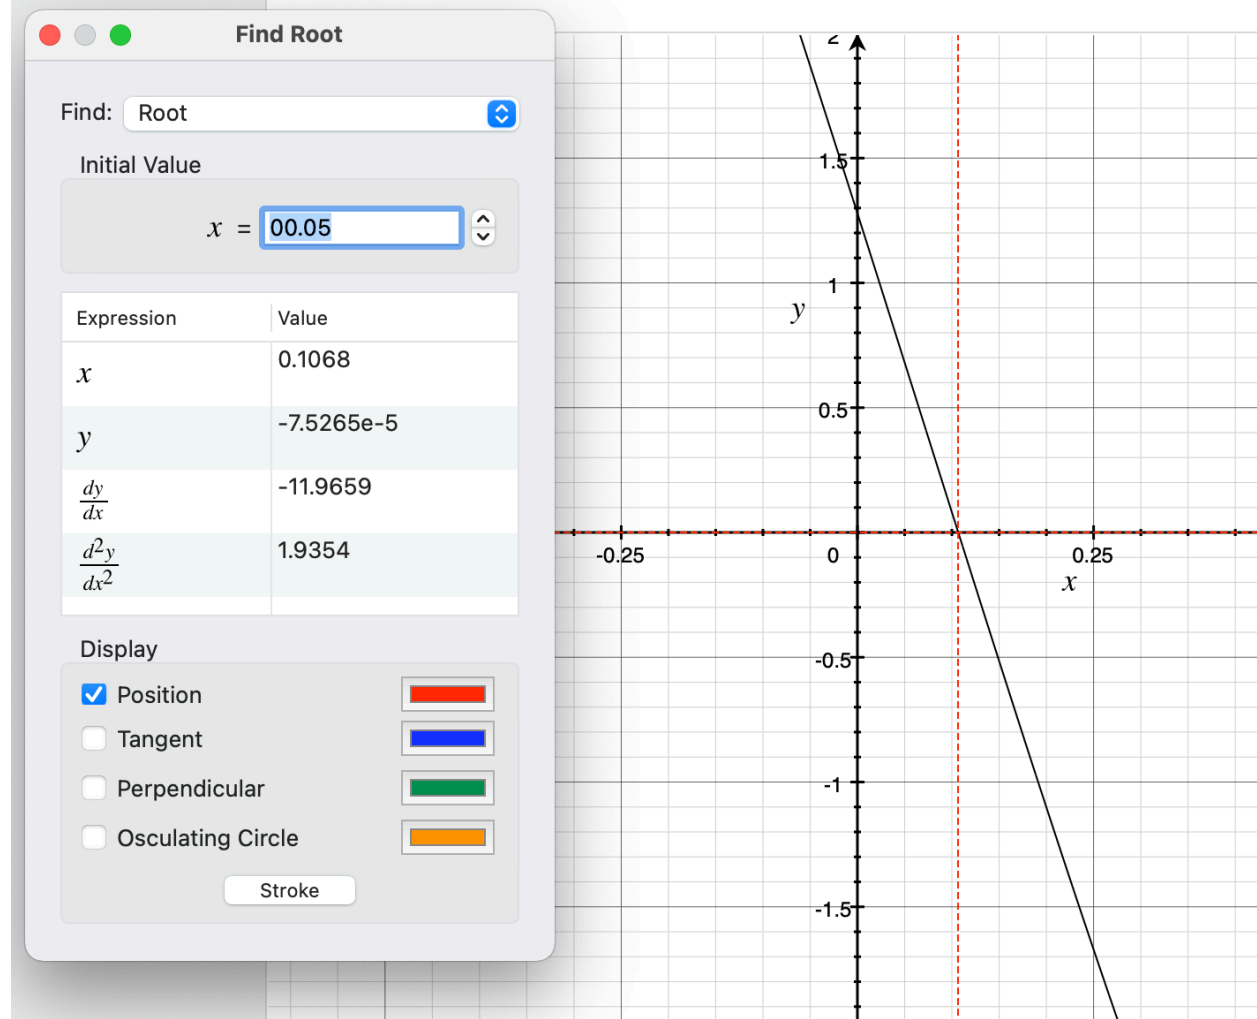 Find Root
Find: Root
Initial Value
x = 00.05
Expression Value
x 0.1068
y -7.5265e-5
dy/dx -11.9659
d²y/dx² 1.9354
Display
Position
Tangent
Perpendicular
Osculating Circle
Stroke
2
1.5
1
y
0.5
-0.25 0 0.25
x
-0.5
-1
-1.5